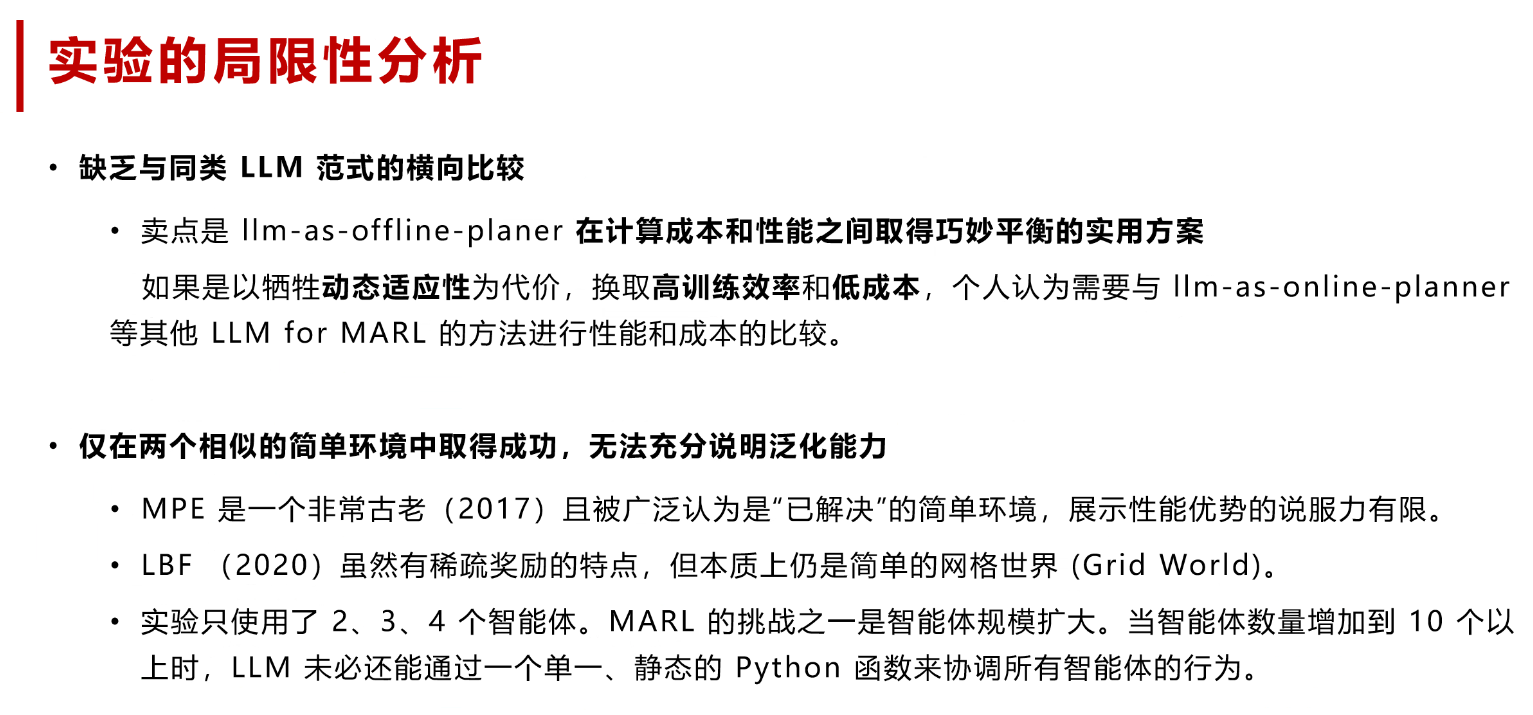 实验的局限性分析
• 缺乏与同类 LLM 范式的横向比较
• 卖点是 llm-as-offline-planer 在计算成本和性能之间取得巧妙平衡的实用方案
如果是以牺牲动态适应性为代价，换取高训练效率和低成本，个人认为需要与 llm-as-online-planner
等其他 LLM for MARL 的方法进行性能和成本的比较。
• 仅在两个相似的简单环境中取得成功，无法充分说明泛化能力
• MPE 是一个非常古老（2017）且被广泛认为是“已解决”的简单环境，展示性能优势的说服力有限。
• LBF （2020）虽然有稀疏奖励的特点，但本质上仍是简单的网格世界 (Grid World)。
• 实验只使用了 2、3、4 个智能体。MARL 的挑战之一是智能体规模扩大。当智能体数量增加到 10 个以
上时，LLM 未必还能通过一个单一、静态的 Python 函数来协调所有智能体的行为。